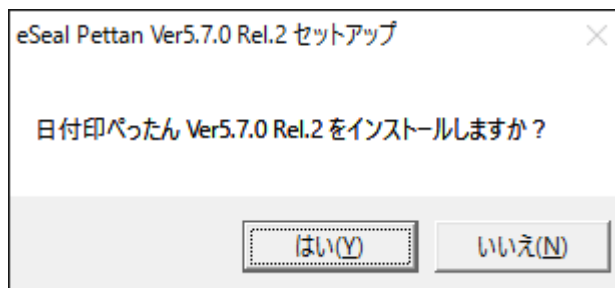 eSeal Pettan Ver5.7.0 Rel.2 セットアップ
日付印ぺったん Ver5.7.0 Rel.2 をインストールしますか？
はい(Y) いいえ(N)